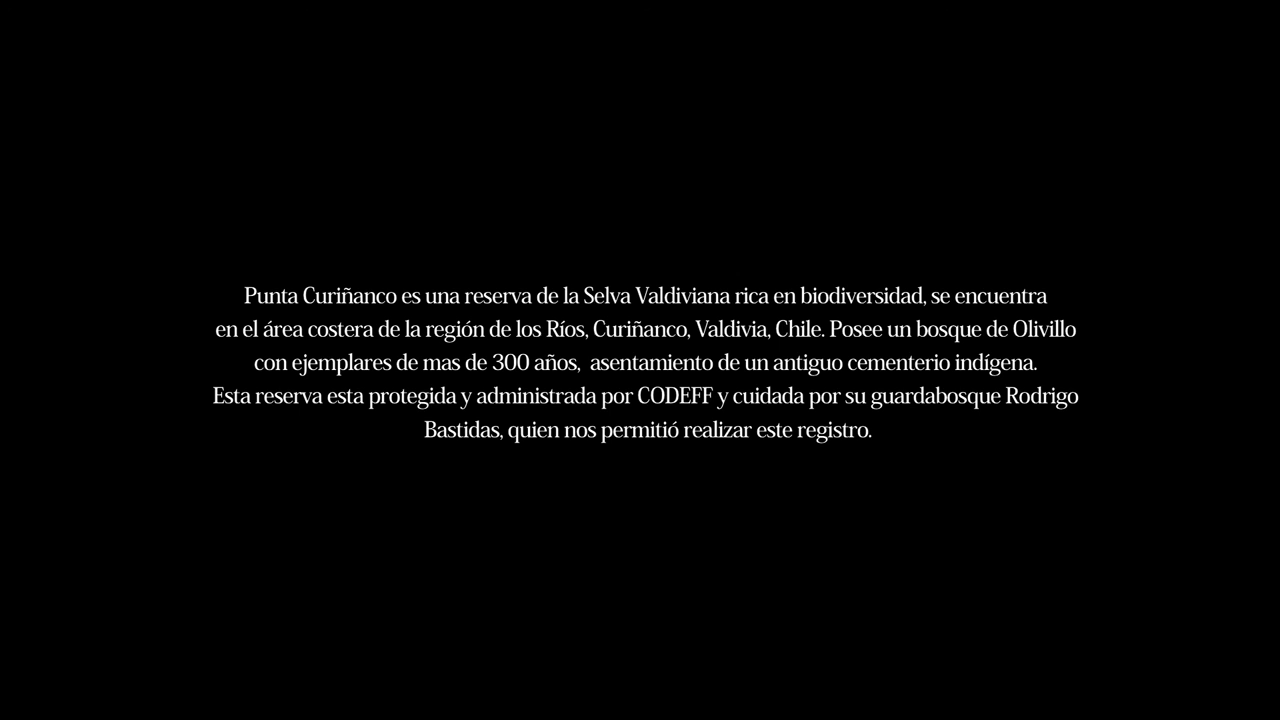 Punta Curiñanco es una reserva de la Selva Valdiviana rica en biodiversidad, se encuentra
en el área costera de la región de los Ríos, Curiñanco, Valdivia, Chile. Posee un bosque de Olivillo
con ejemplares de mas de 300 años,  asentamiento de un antiguo cementerio indígena.
Esta reserva esta protegida y administrada por CODEFF y cuidada por su guardabosque Rodrigo
Bastidas, quien nos permitió realizar este registro.